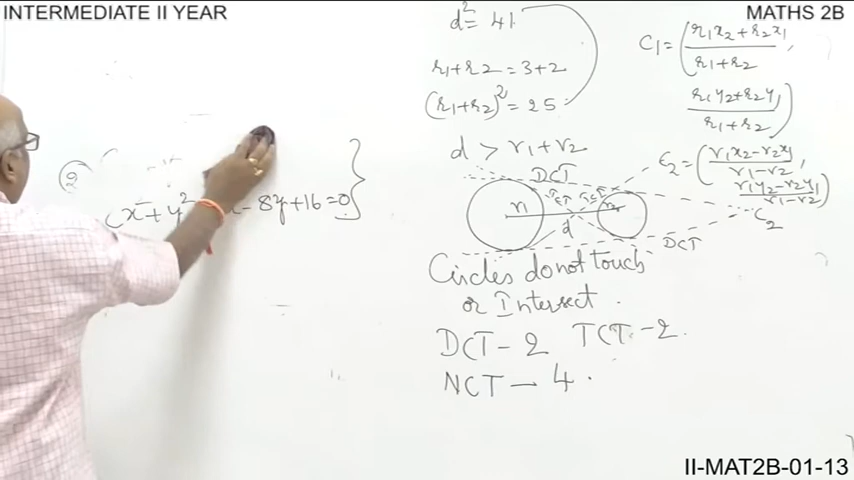 INTERMEDIATE II YEAR
MATHS 2B
②
x²+y² - 8y+16=0
d² = 41
r₁+r₂ = 3+2
(r₁+r₂)² = 25
d > r₁+r₂
C₁ = (r₁x₂+r₂x₁ / r₁+r₂,
r₁y₂+r₂y₁ / r₁+r₂)
C₂ = (r₁x₂-r₂x₁ / r₁-r₂,
r₁y₂-r₂y₁ / r₁-r₂)
DCT
TCT TCT
r₁ r₂
d
C₂
DCT
Circles do not touch
or Intersect.
DCT - 2 TCT - 2.
NCT - 4.
II-MAT2B-01-13